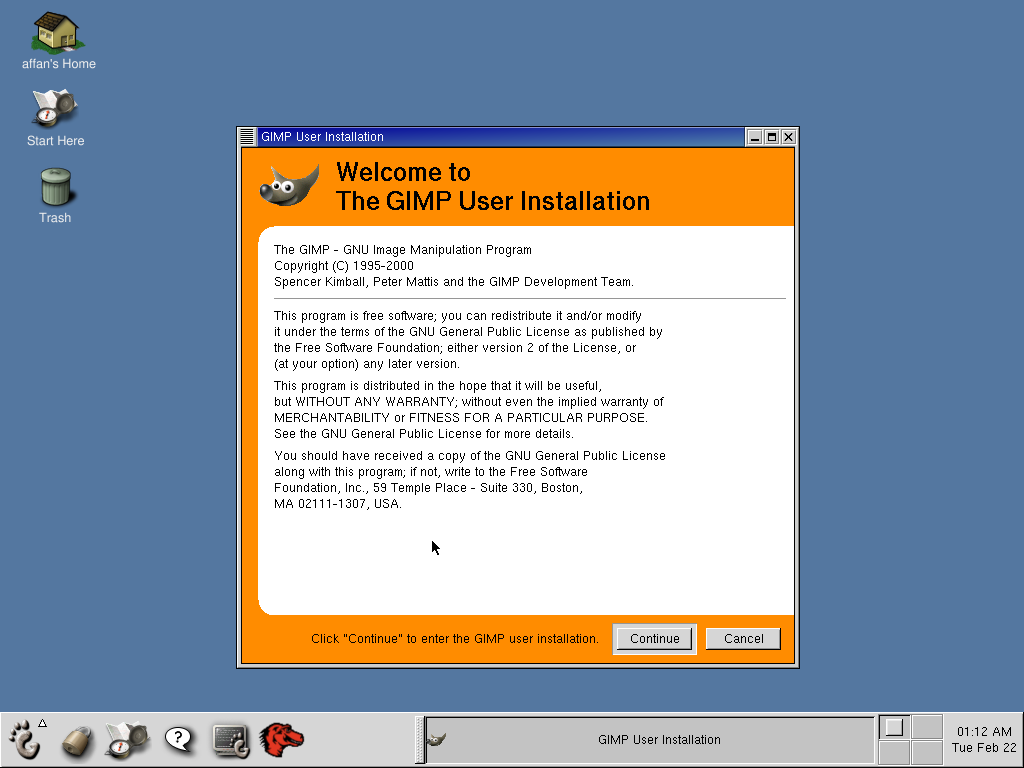 affan's Home
Start Here
Trash
GIMP User Installation
Welcome to
The GIMP User Installation
The GIMP - GNU Image Manipulation Program
Copyright (C) 1995-2000
Spencer Kimball, Peter Mattis and the GIMP Development Team.
This program is free software; you can redistribute it and/or modify
it under the terms of the GNU General Public License as published by
the Free Software Foundation; either version 2 of the License, or
(at your option) any later version.
This program is distributed in the hope that it will be useful,
but WITHOUT ANY WARRANTY; without even the implied warranty of
MERCHANTABILITY or FITNESS FOR A PARTICULAR PURPOSE.
See the GNU General Public License for more details.
You should have received a copy of the GNU General Public License
along with this program; if not, write to the Free Software
Foundation, Inc., 59 Temple Place - Suite 330, Boston,
MA 02111-1307, USA.
Click "Continue" to enter the GIMP user installation.
Continue
Cancel
?
GIMP User Installation
01:12 AM
Tue Feb 22